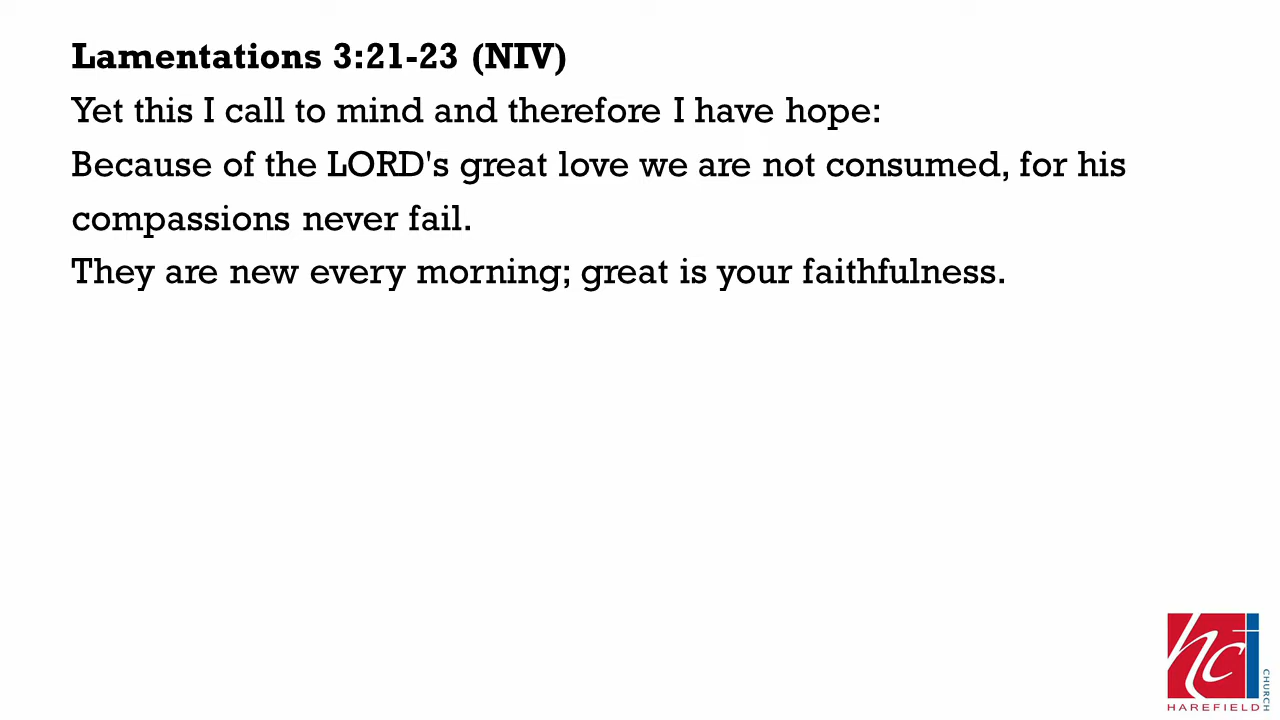 Lamentations 3:21-23 (NIV)
Yet this I call to mind and therefore I have hope:
Because of the LORD's great love we are not consumed, for his
compassions never fail.
They are new every morning; great is your faithfulness.
hc
CHURCH
HAREFIELD